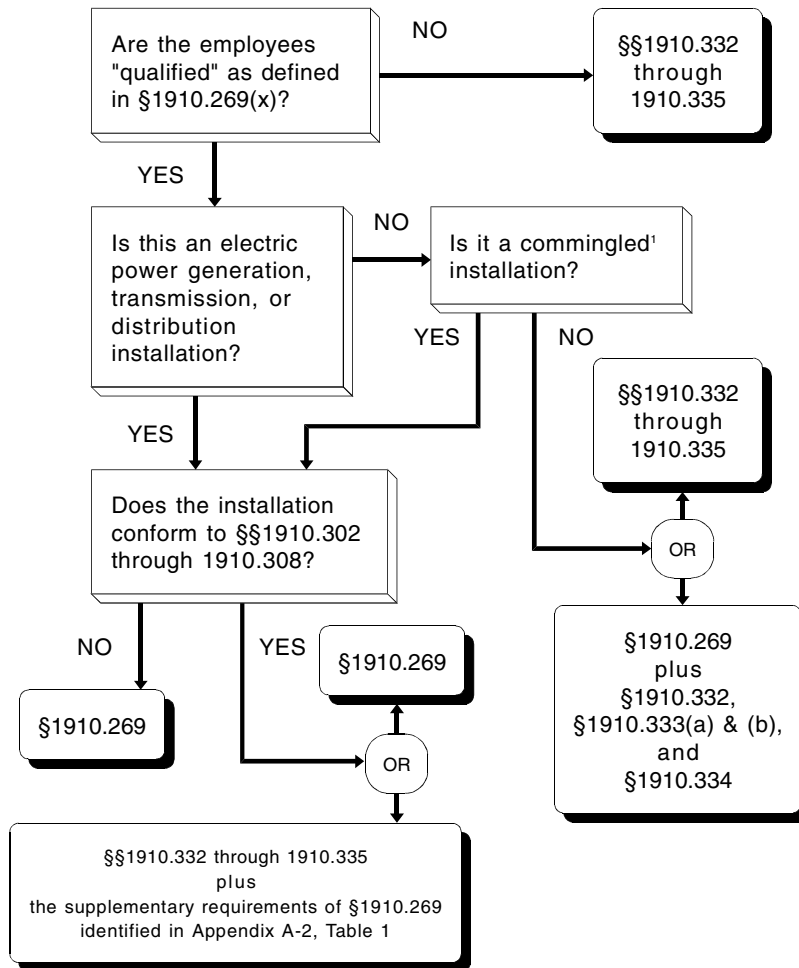 Are the employees
"qualified" as defined
in §1910.269(x)?
NO
§§1910.332
through
1910.335
YES
Is this an electric
power generation,
transmission, or
distribution
installation?
NO
Is it a commingled¹
installation?
YES
NO
§§1910.332
through
1910.335
OR
§1910.269
plus
§1910.332,
§1910.333(a) & (b),
and
§1910.334
YES
Does the installation
conform to §§1910.302
through 1910.308?
NO
§1910.269
YES
§1910.269
OR
§§1910.332 through 1910.335
plus
the supplementary requirements of §1910.269
identified in Appendix A-2, Table 1